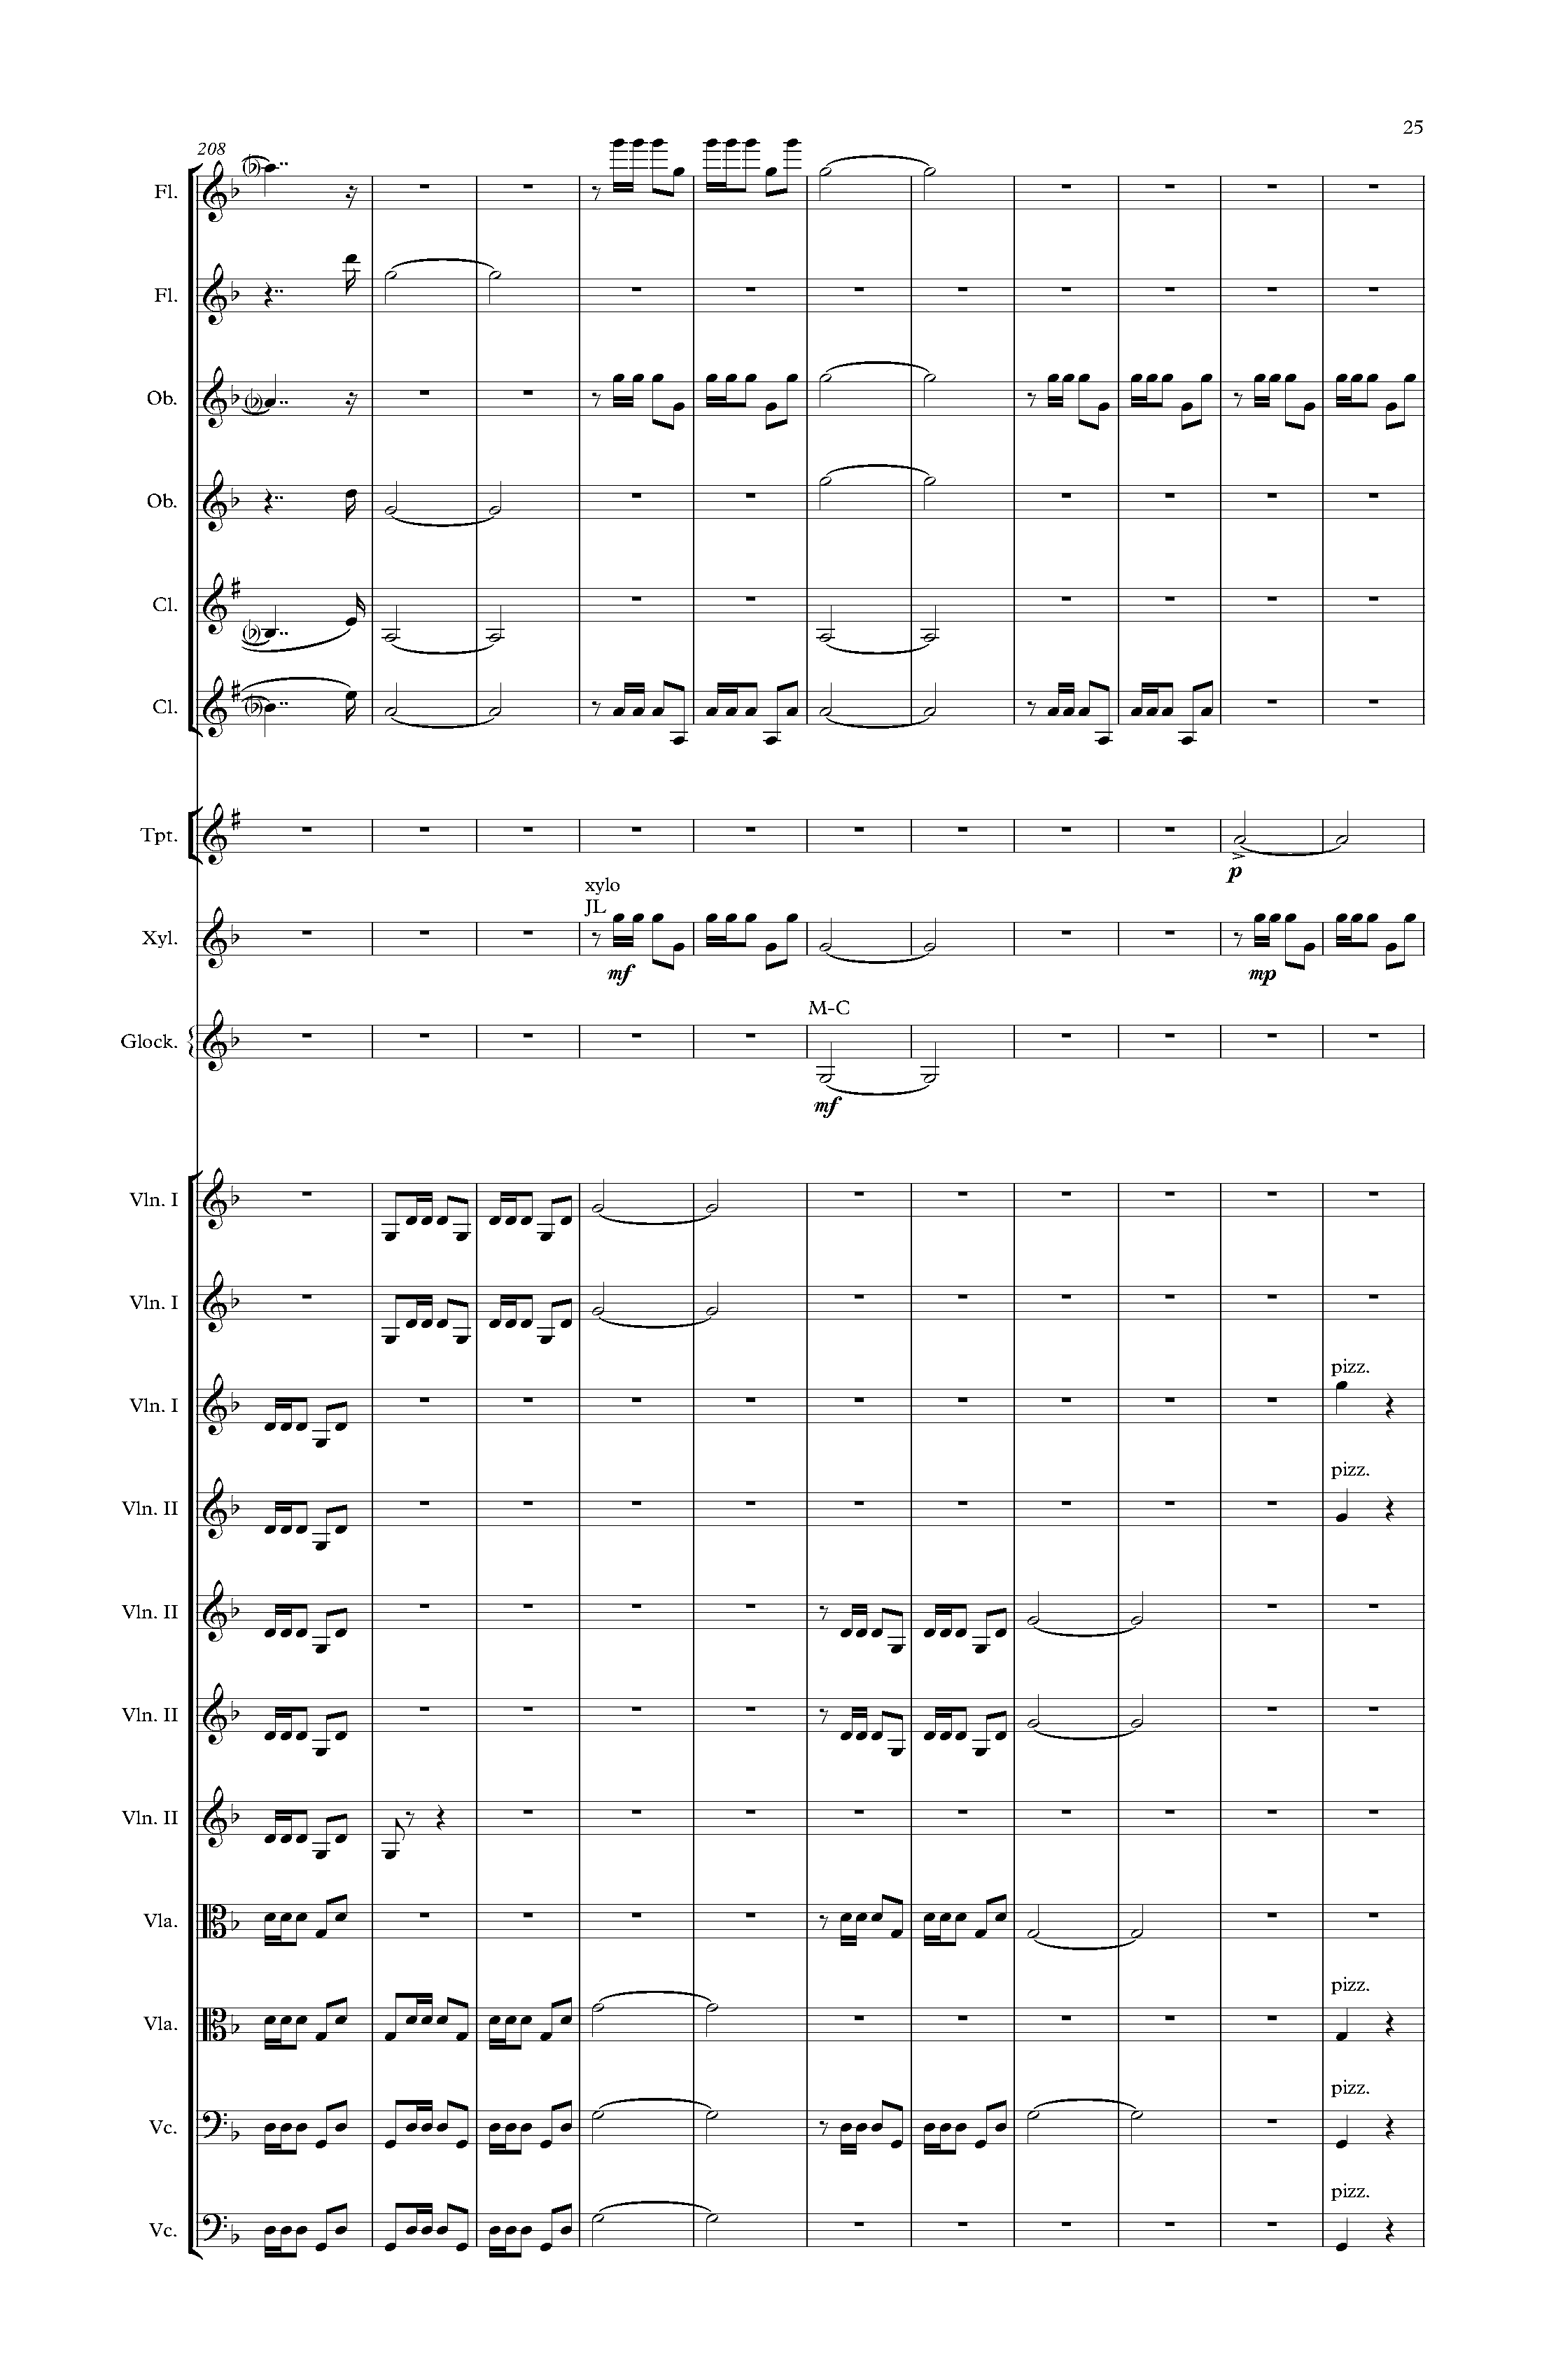 25
208
Fl.
Fl.
Ob.
Ob.
Cl.
Cl.
Tpt.
p
xylo
JL
Xyl.
mf
mp
M-C
Glock.
mf
Vln. I
Vln. I
pizz.
Vln. I
pizz.
Vln. II
Vln. II
Vln. II
Vln. II
Vla.
pizz.
Vla.
pizz.
Vc.
pizz.
Vc.